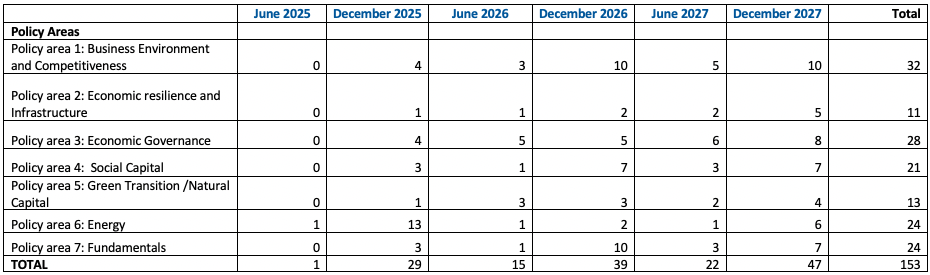 June 2025 December 2025 June 2026 December 2026 June 2027 December 2027 Total
Policy Areas
Policy area 1: Business Environment
and Competitiveness 0 4 3 10 5 10 32
Policy area 2: Economic resilience and
Infrastructure 0 1 1 2 2 5 11
Policy area 3: Economic Governance 0 4 5 5 6 8 28
Policy area 4:  Social Capital 0 3 1 7 3 7 21
Policy area 5: Green Transition /Natural
Capital 0 1 3 3 2 4 13
Policy area 6: Energy 1 13 1 2 1 6 24
Policy area 7: Fundamentals 0 3 1 10 3 7 24
TOTAL 1 29 15 39 22 47 153